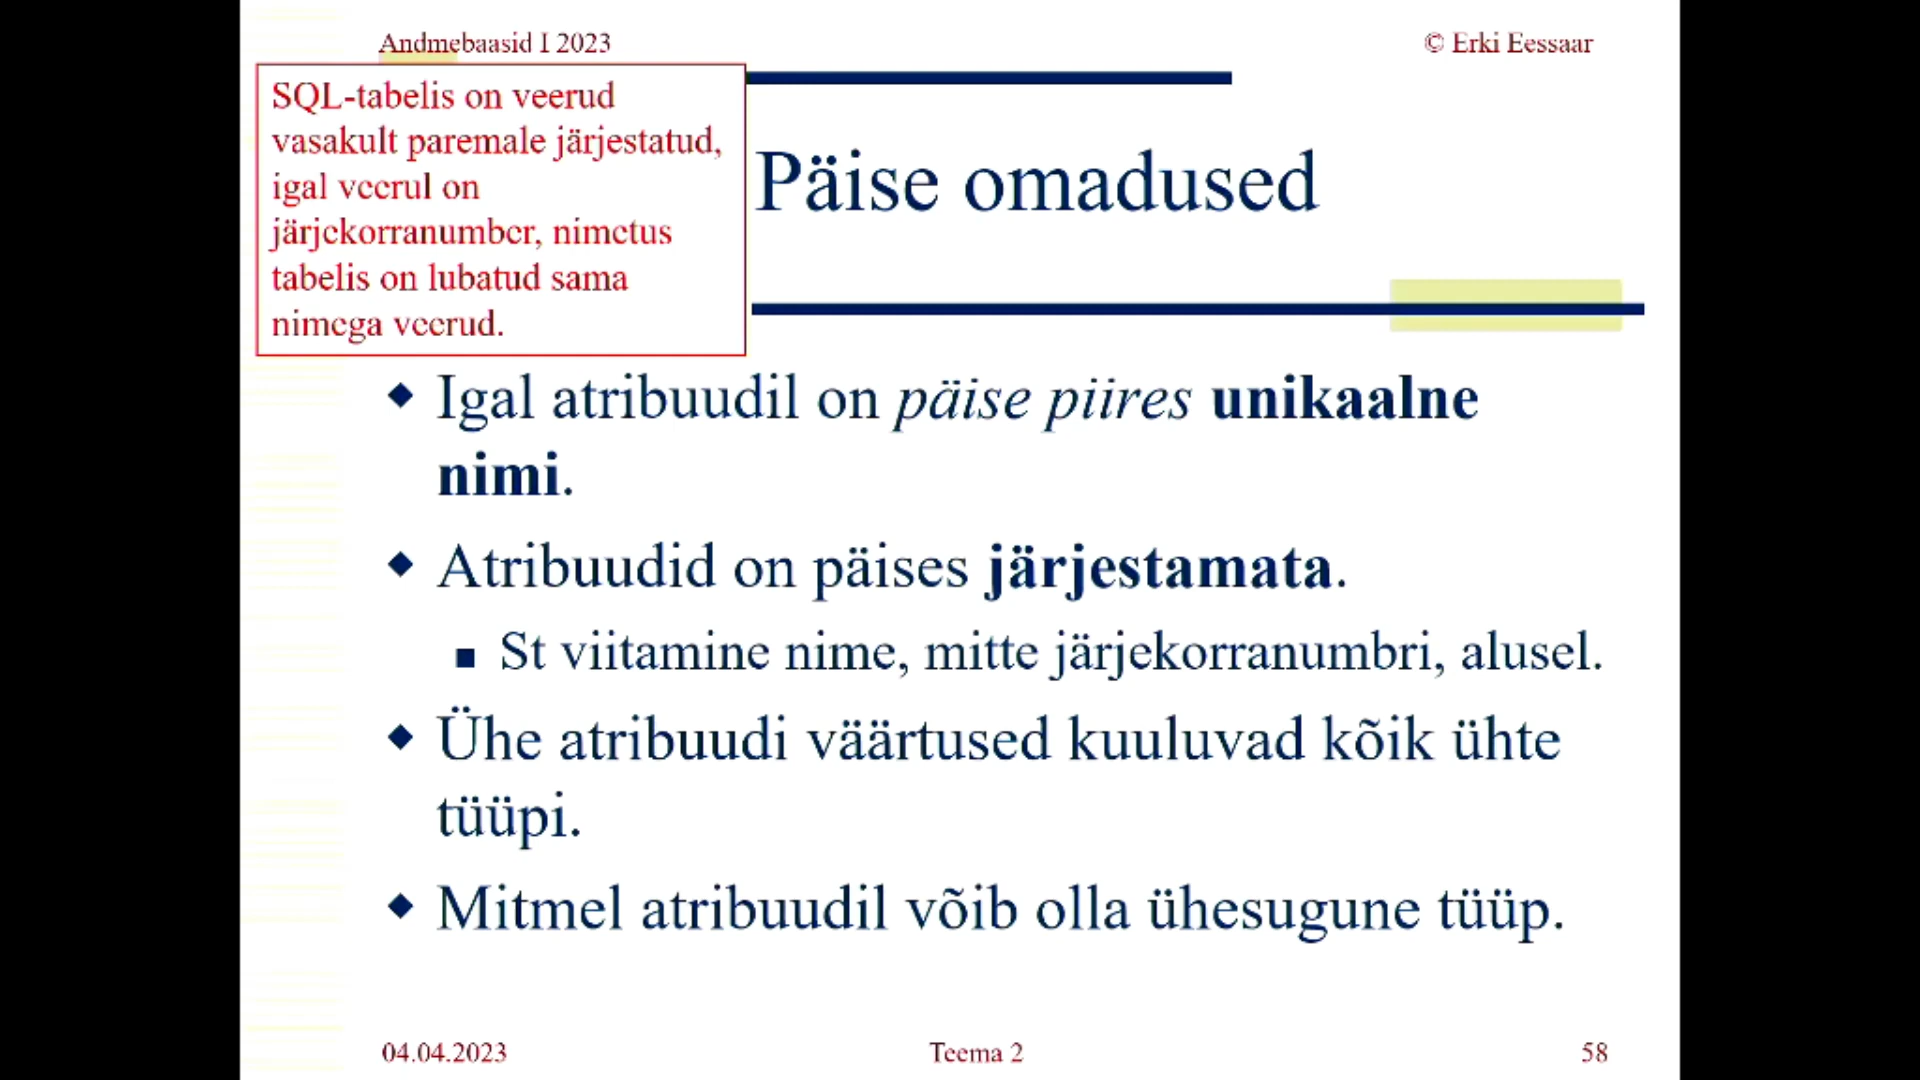 Andmebaasid I 2023
© Erki Eessaar
SQL-tabelis on veerud
vasakult paremale järjestatud,
igal veerul on
järjekorranumber, nimetus
tabelis on lubatud sama
nimega veerud.
Päise omadused
◆ Igal atribuudil on päise piires unikaalne
nimi.
◆ Atribuudid on päises järjestamata.
■ St viitamine nime, mitte järjekorranumbri, alusel.
◆ Ühe atribuudi väärtused kuuluvad kõik ühte
tüüpi.
◆ Mitmel atribuudil võib olla ühesugune tüüp.
04.04.2023
Teema 2
58